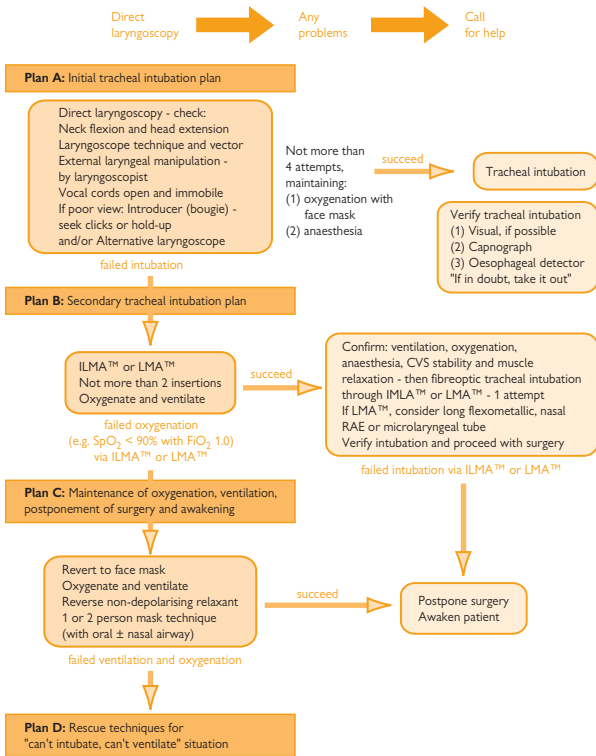 Direct
laryngoscopy
Any
problems
Call
for help
Plan A: Initial tracheal intubation plan
Direct laryngoscopy - check:
Neck flexion and head extension
Laryngoscope technique and vector
External laryngeal manipulation -
by laryngoscopist
Vocal cords open and immobile
If poor view: Introducer (bougie) -
seek clicks or hold-up
and/or Alternative laryngoscope
Not more than
4 attempts,
maintaining:
(1) oxygenation with
face mask
(2) anaesthesia
succeed
Tracheal intubation
Verify tracheal intubation
(1) Visual, if possible
(2) Capnograph
(3) Oesophageal detector
"If in doubt, take it out"
failed intubation
Plan B: Secondary tracheal intubation plan
ILMA™ or LMA™
Not more than 2 insertions
Oxygenate and ventilate
succeed
Confirm: ventilation, oxygenation,
anaesthesia, CVS stability and muscle
relaxation - then fibreoptic tracheal intubation
through IMLA™ or LMA™ - 1 attempt
If LMA™, consider long flexometallic, nasal
RAE or microlaryngeal tube
Verify intubation and proceed with surgery
failed oxygenation
(e.g. SpO₂ < 90% with FiO₂ 1.0)
via ILMA™ or LMA™
failed intubation via ILMA™ or LMA™
Plan C: Maintenance of oxygenation, ventilation,
postponement of surgery and awakening
Revert to face mask
Oxygenate and ventilate
Reverse non-depolarising relaxant
1 or 2 person mask technique
(with oral ± nasal airway)
succeed
Postpone surgery
Awaken patient
failed ventilation and oxygenation
Plan D: Rescue techniques for
"can't intubate, can't ventilate" situation